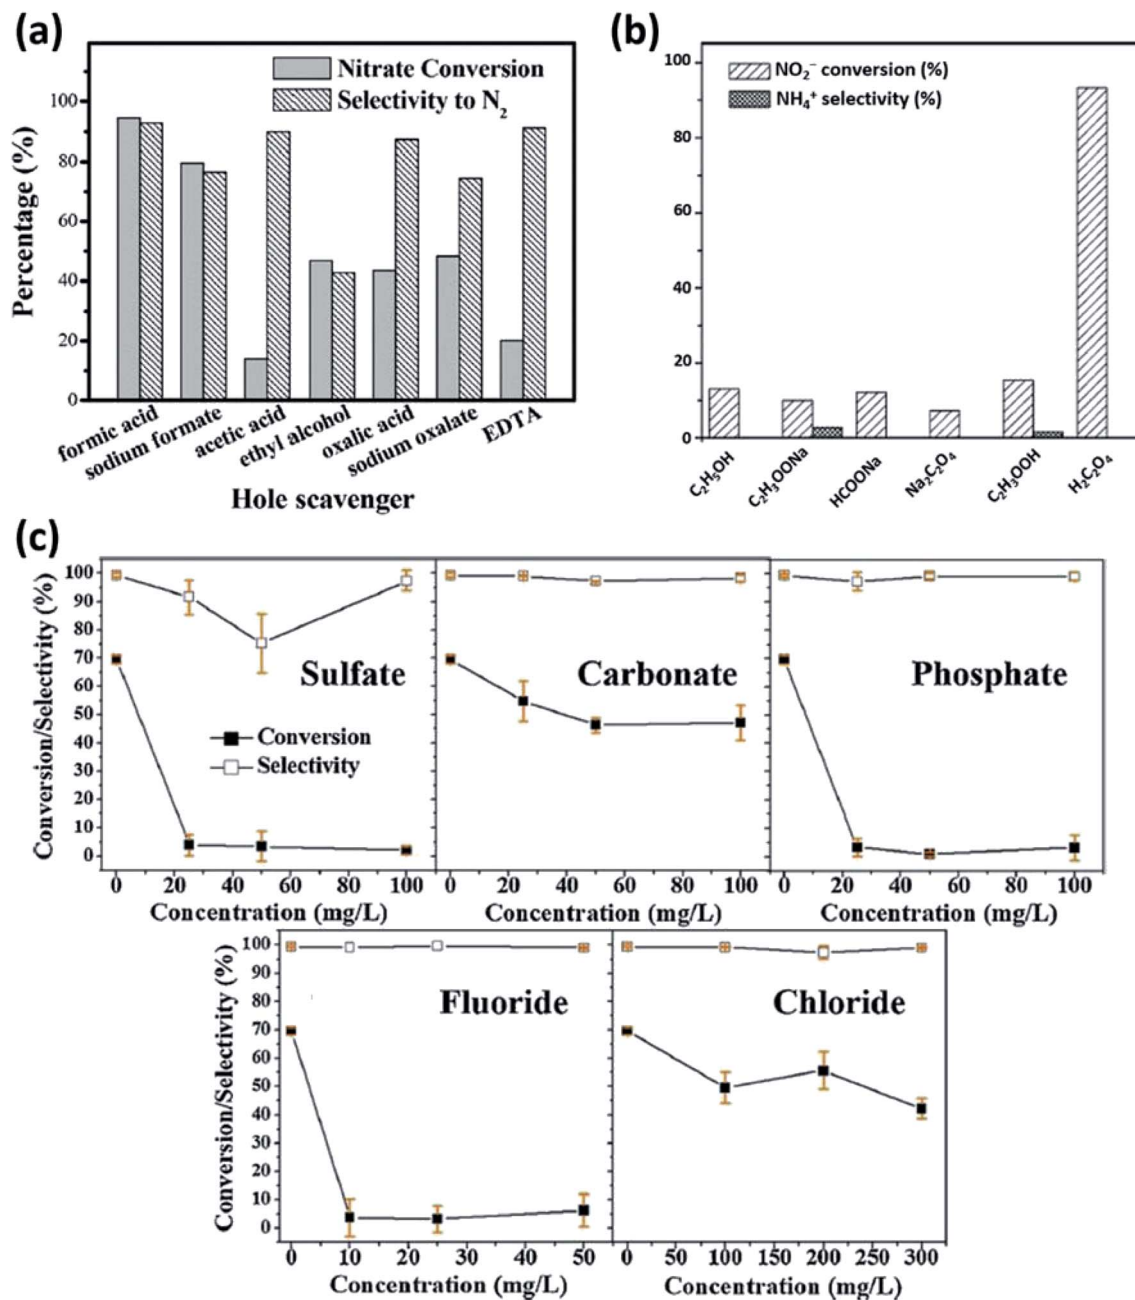 (a)
Nitrate Conversion
Selectivity to N₂
Percentage (%)
100
80
60
40
20
0
formic acid
sodium formate
acetic acid
ethyl alcohol
oxalic acid
sodium oxalate
EDTA
Hole scavenger
(b)
NO₂⁻ conversion (%)
NH₄⁺ selectivity (%)
100
80
60
40
20
0
C₂H₅OH
C₂H₃OONa
HCOONa
Na₂C₂O₄
C₂H₃OOH
H₂C₂O₄
(c)
Conversion/Selectivity (%)
100
90
80
70
60
50
40
30
20
10
0
Sulfate
Conversion
Selectivity
0 20 40 60 80 100
Concentration (mg/L)
Carbonate
0 20 40 60 80 100
Concentration (mg/L)
Phosphate
0 20 40 60 80 100
Concentration (mg/L)
Conversion/Selectivity (%)
100
90
80
70
60
50
40
30
20
10
0
Fluoride
0 10 20 30 40 50
Concentration (mg/L)
Chloride
0 50 100 150 200 250 300
Concentration (mg/L)